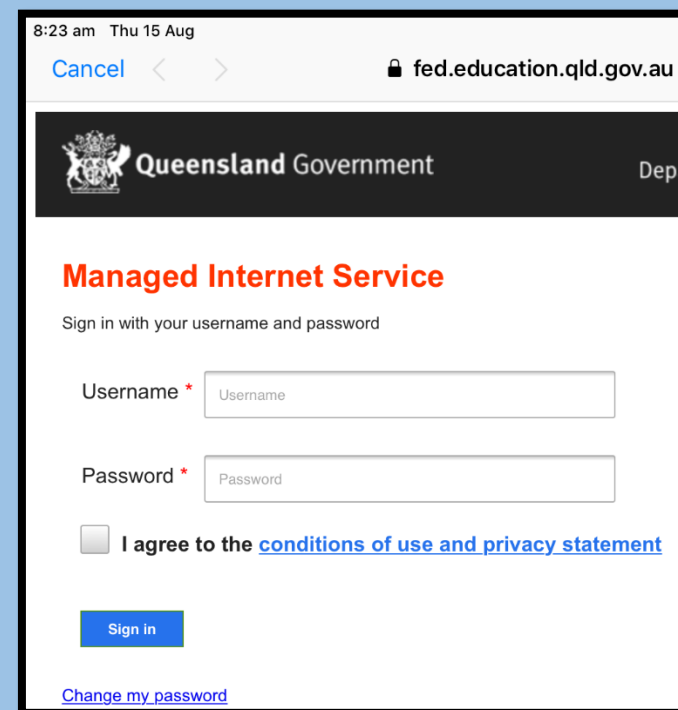 8:23 am Thu 15 Aug
Cancel fed.education.qld.gov.au
Queensland Government Dep
Managed Internet Service
Sign in with your username and password
Username * Username
Password * Password
I agree to the conditions of use and privacy statement
Sign in
Change my password